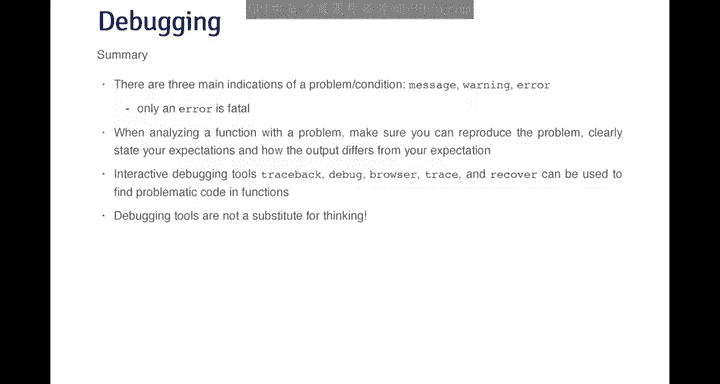 Debugging
Summary
· There are three main indications of a problem/condition: message, warning, error
- only an error is fatal
· When analyzing a function with a problem, make sure you can reproduce the problem, clearly
state your expectations and how the output differs from your expectation
· Interactive debugging tools traceback, debug, browser, trace, and recover can be used to
find problematic code in functions
· Debugging tools are not a substitute for thinking!